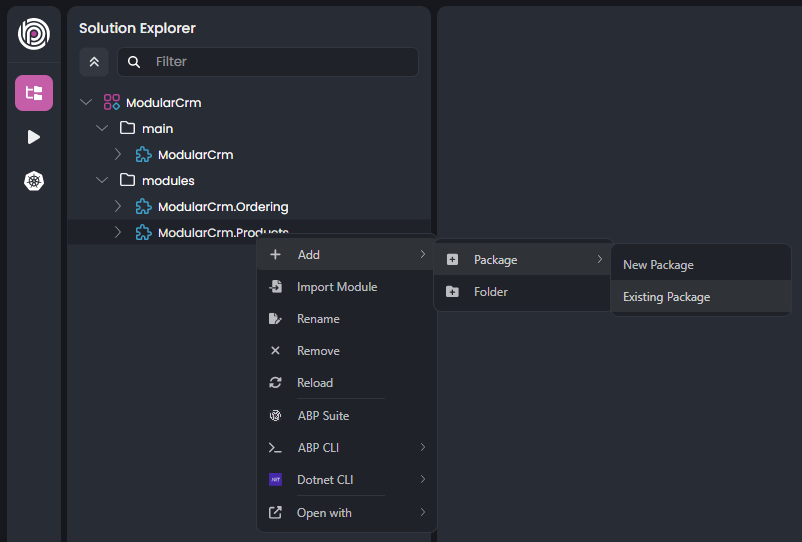 Solution Explorer
Filter
ModularCrm
main
ModularCrm
modules
ModularCrm.Ordering
ModularCrm.Products
Add
Import Module
Rename
Remove
Reload
ABP Suite
ABP CLI
.NET
Dotnet CLI
Open with
Package
Folder
New Package
Existing Package